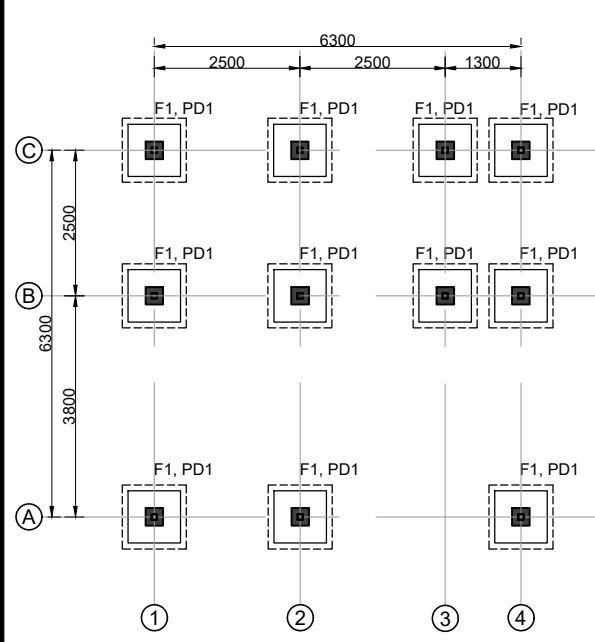 6300
2500 2500 1300
F1, PD1 F1, PD1 F1, PD1 F1, PD1
C
2500
F1, PD1 F1, PD1 F1, PD1 F1, PD1
B
6300
3800
F1, PD1 F1, PD1 F1, PD1
A
1 2 3 4